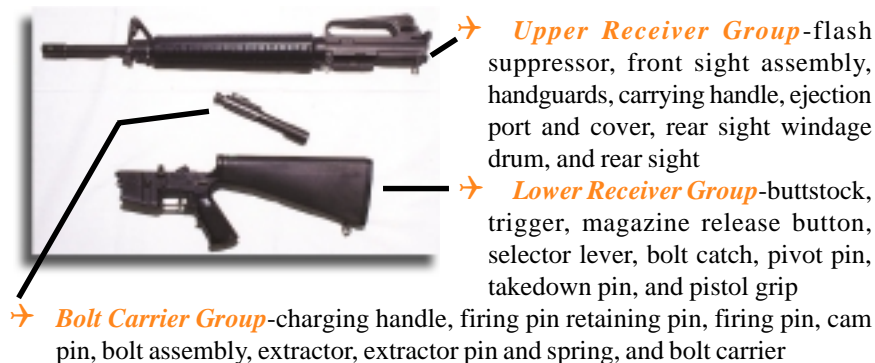 Upper Receiver Group-flash
suppressor, front sight assembly,
handguards, carrying handle, ejection
port and cover, rear sight windage
drum, and rear sight
Lower Receiver Group-buttstock,
trigger, magazine release button,
selector lever, bolt catch, pivot pin,
takedown pin, and pistol grip
Bolt Carrier Group-charging handle, firing pin retaining pin, firing pin, cam
pin, bolt assembly, extractor, extractor pin and spring, and bolt carrier